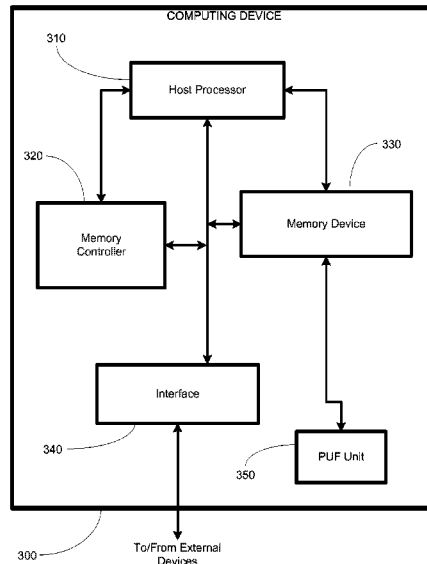 COMPUTING DEVICE
310
Host Processor
320
330
Memory
Controller
Memory Device
Interface
340
350
PUF Unit
300
To/From External
Devices